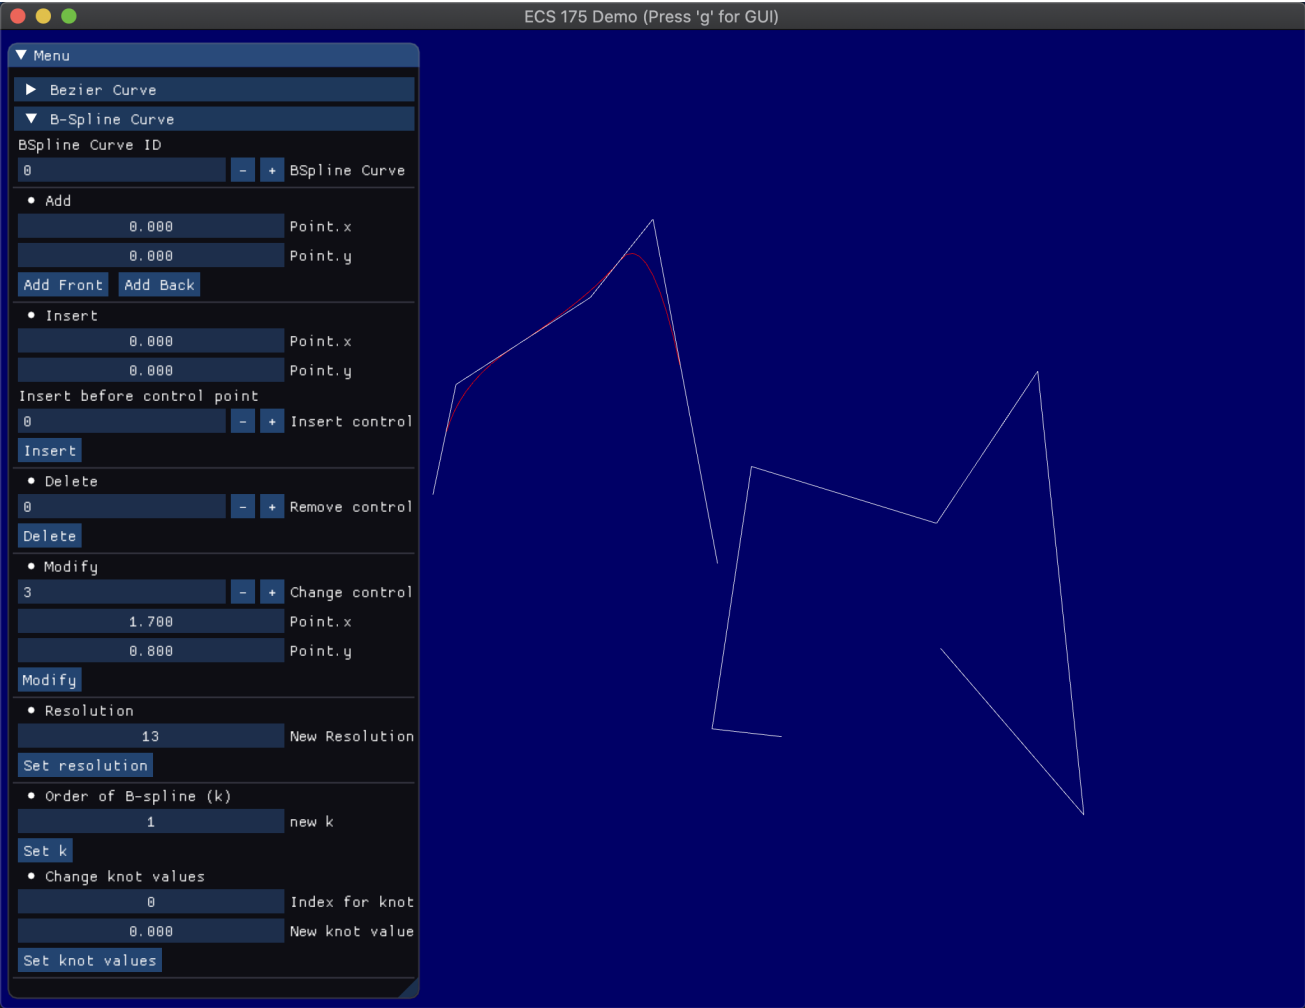 ECS 175 Demo (Press 'g' for GUI)
Menu
Bezier Curve
B-Spline Curve
BSpline Curve ID
0 - + BSpline Curve
Add
0.000 Point.x
0.000 Point.y
Add Front Add Back
Insert
0.000 Point.x
0.000 Point.y
Insert before control point
0 - + Insert control
Insert
Delete
0 - + Remove control
Delete
Modify
3 - + Change control
1.700 Point.x
0.800 Point.y
Modify
Resolution
13 New Resolution
Set resolution
Order of B-spline (k)
1 new k
Set k
Change knot values
0 Index for knot
0.000 New knot value
Set knot values